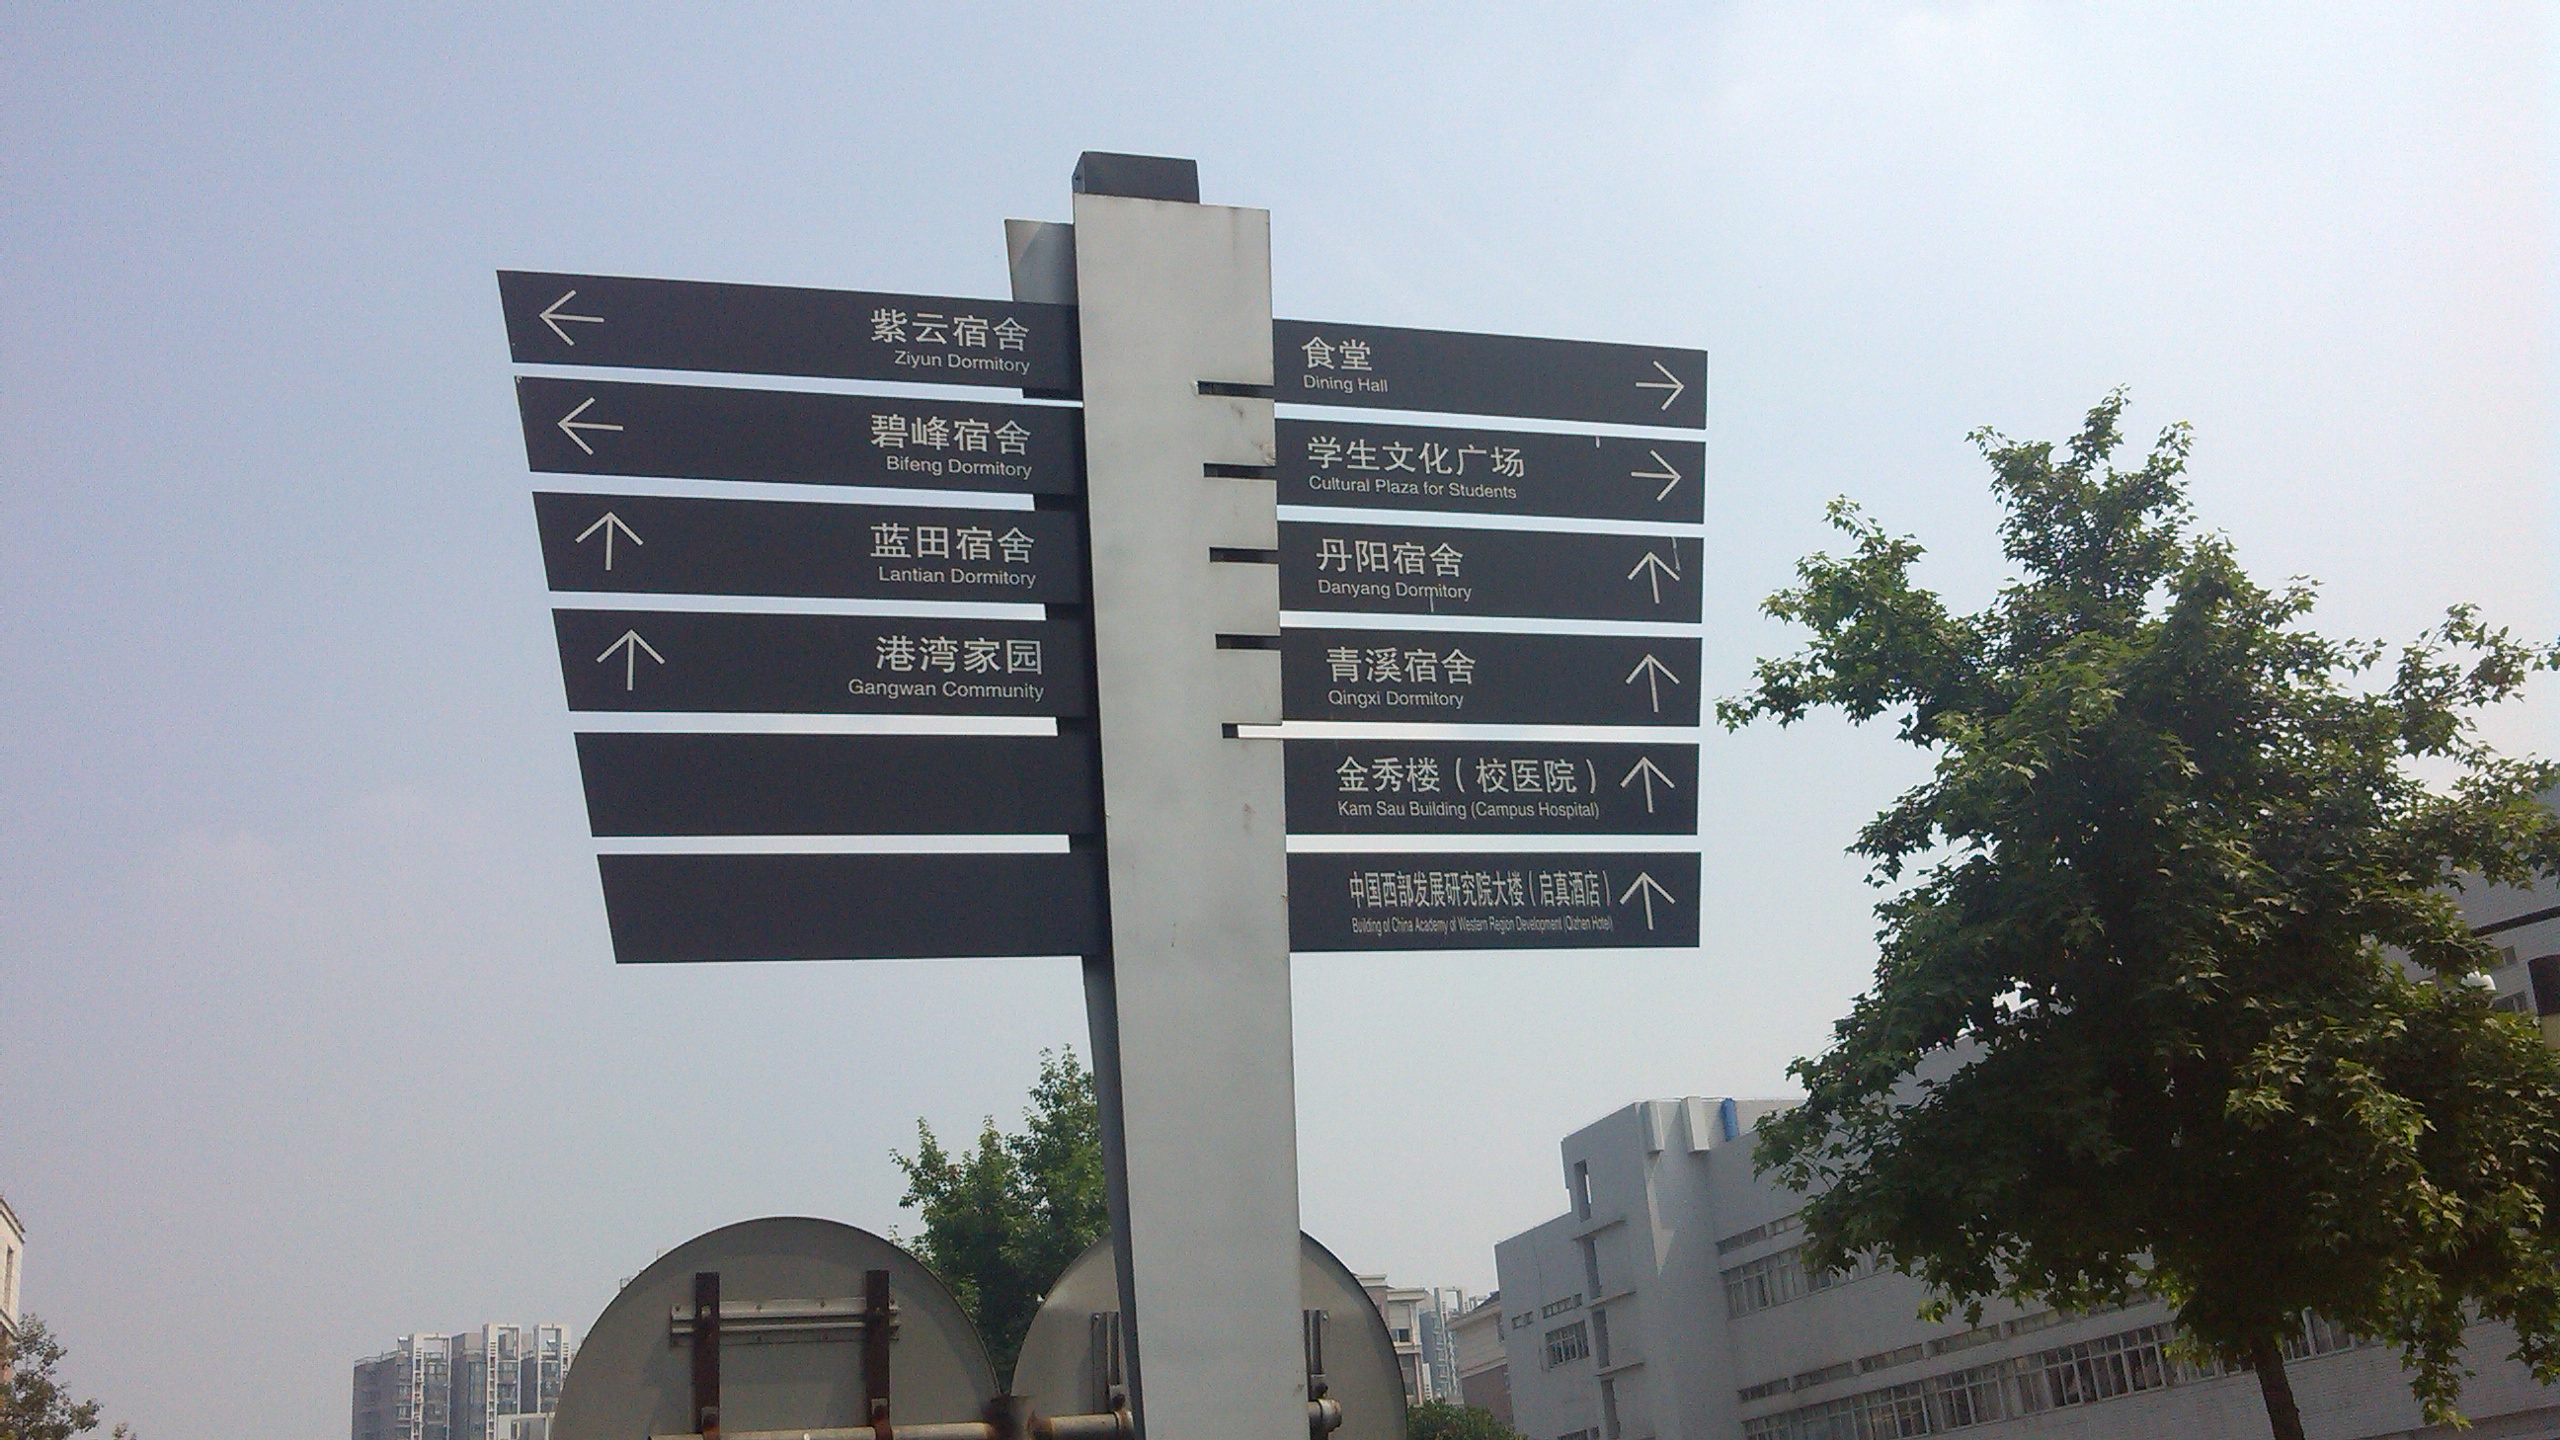 紫云宿舍
Ziyun Dormitory
碧峰宿舍
Bifeng Dormitory
蓝田宿舍
Lantian Dormitory
港湾家园
Gangwan Community
食堂
Dining Hall
学生文化广场
Cultural Plaza for Students
丹阳宿舍
Danyang Dormitory
青溪宿舍
Qingxi Dormitory
金秀楼（校医院）
Kam Sau Building (Campus Hospital)
中国西部发展研究院大楼（启真酒店）
Building of China Academy of Western Region Development (Qizhen Hotel)